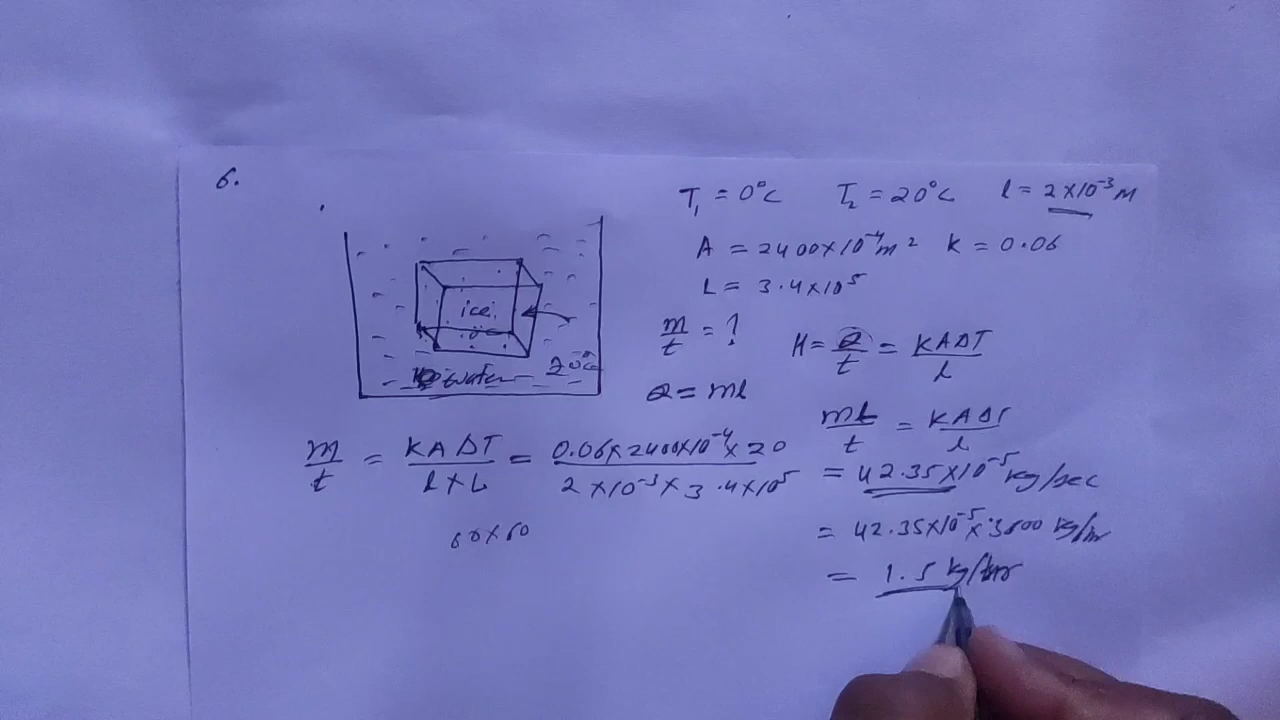 6.
T₁ = 0°C T₂ = 20°C l = 2×10⁻³ m
A = 2400×10⁻⁴ m² K = 0.06
L = 3.4×10⁵
m/t = ? H = Q/t = KAΔT/l
Q = ml
ice
water 20°C
mL/t = KAΔT/l
m/t = KAΔT/l×L = 0.06×2400×10⁻⁴×20/2×10⁻³×3.4×10⁵
= 42.35×10⁻⁵ kg/sec
60×60
= 42.35×10⁻⁵×3600 kg/hr
= 1.5 kg/hr